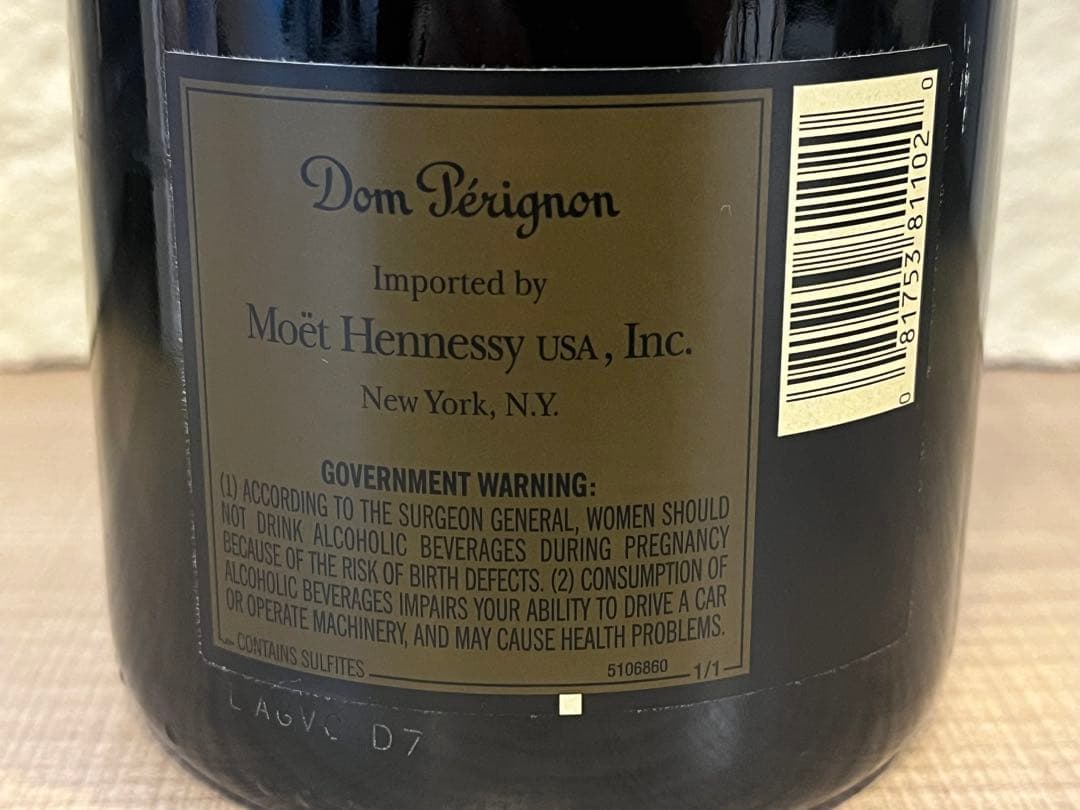 Dom Pérignon
Imported by
Moët Hennessy USA, Inc.
New York, N.Y.
GOVERNMENT WARNING:
(1) ACCORDING TO THE SURGEON GENERAL, WOMEN SHOULD
NOT DRINK ALCOHOLIC BEVERAGES DURING PREGNANCY
BECAUSE OF THE RISK OF BIRTH DEFECTS. (2) CONSUMPTION OF
ALCOHOLIC BEVERAGES IMPAIRS YOUR ABILITY TO DRIVE A CAR
OR OPERATE MACHINERY, AND MAY CAUSE HEALTH PROBLEMS.
CONTAINS SULFITES
5106860 1/1
0 81753 81102 0
D7